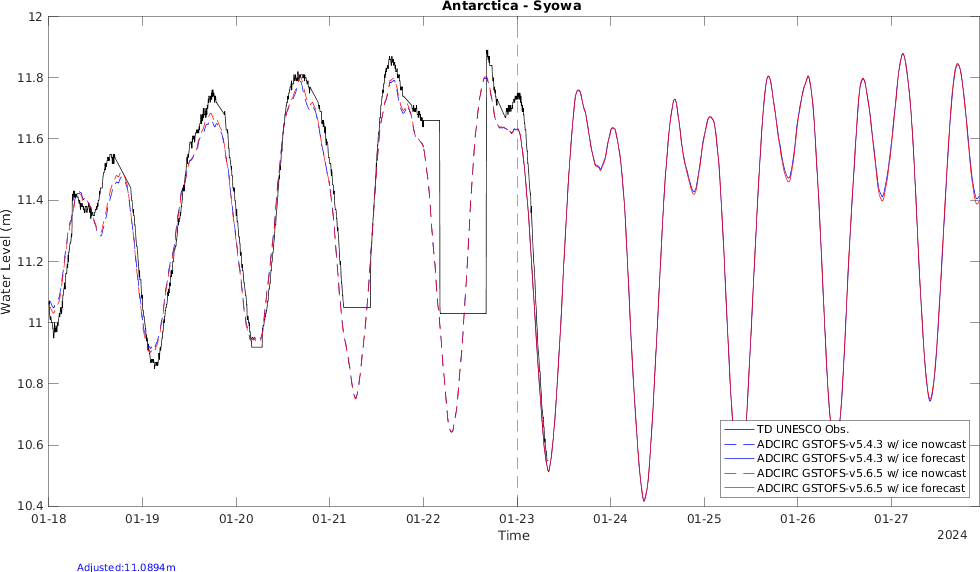 Antarctica - Syowa
Water Level (m)
12
11.8
11.6
11.4
11.2
11
10.8
10.6
10.4
TD UNESCO Obs.
ADCIRC GSTOFS-v5.4.3 w/ ice nowcast
ADCIRC GSTOFS-v5.4.3 w/ ice forecast
ADCIRC GSTOFS-v5.6.5 w/ ice nowcast
ADCIRC GSTOFS-v5.6.5 w/ ice forecast
01-18 01-19 01-20 01-21 01-22 01-23 01-24 01-25 01-26 01-27
Time
2024
Adjusted:11.0894m